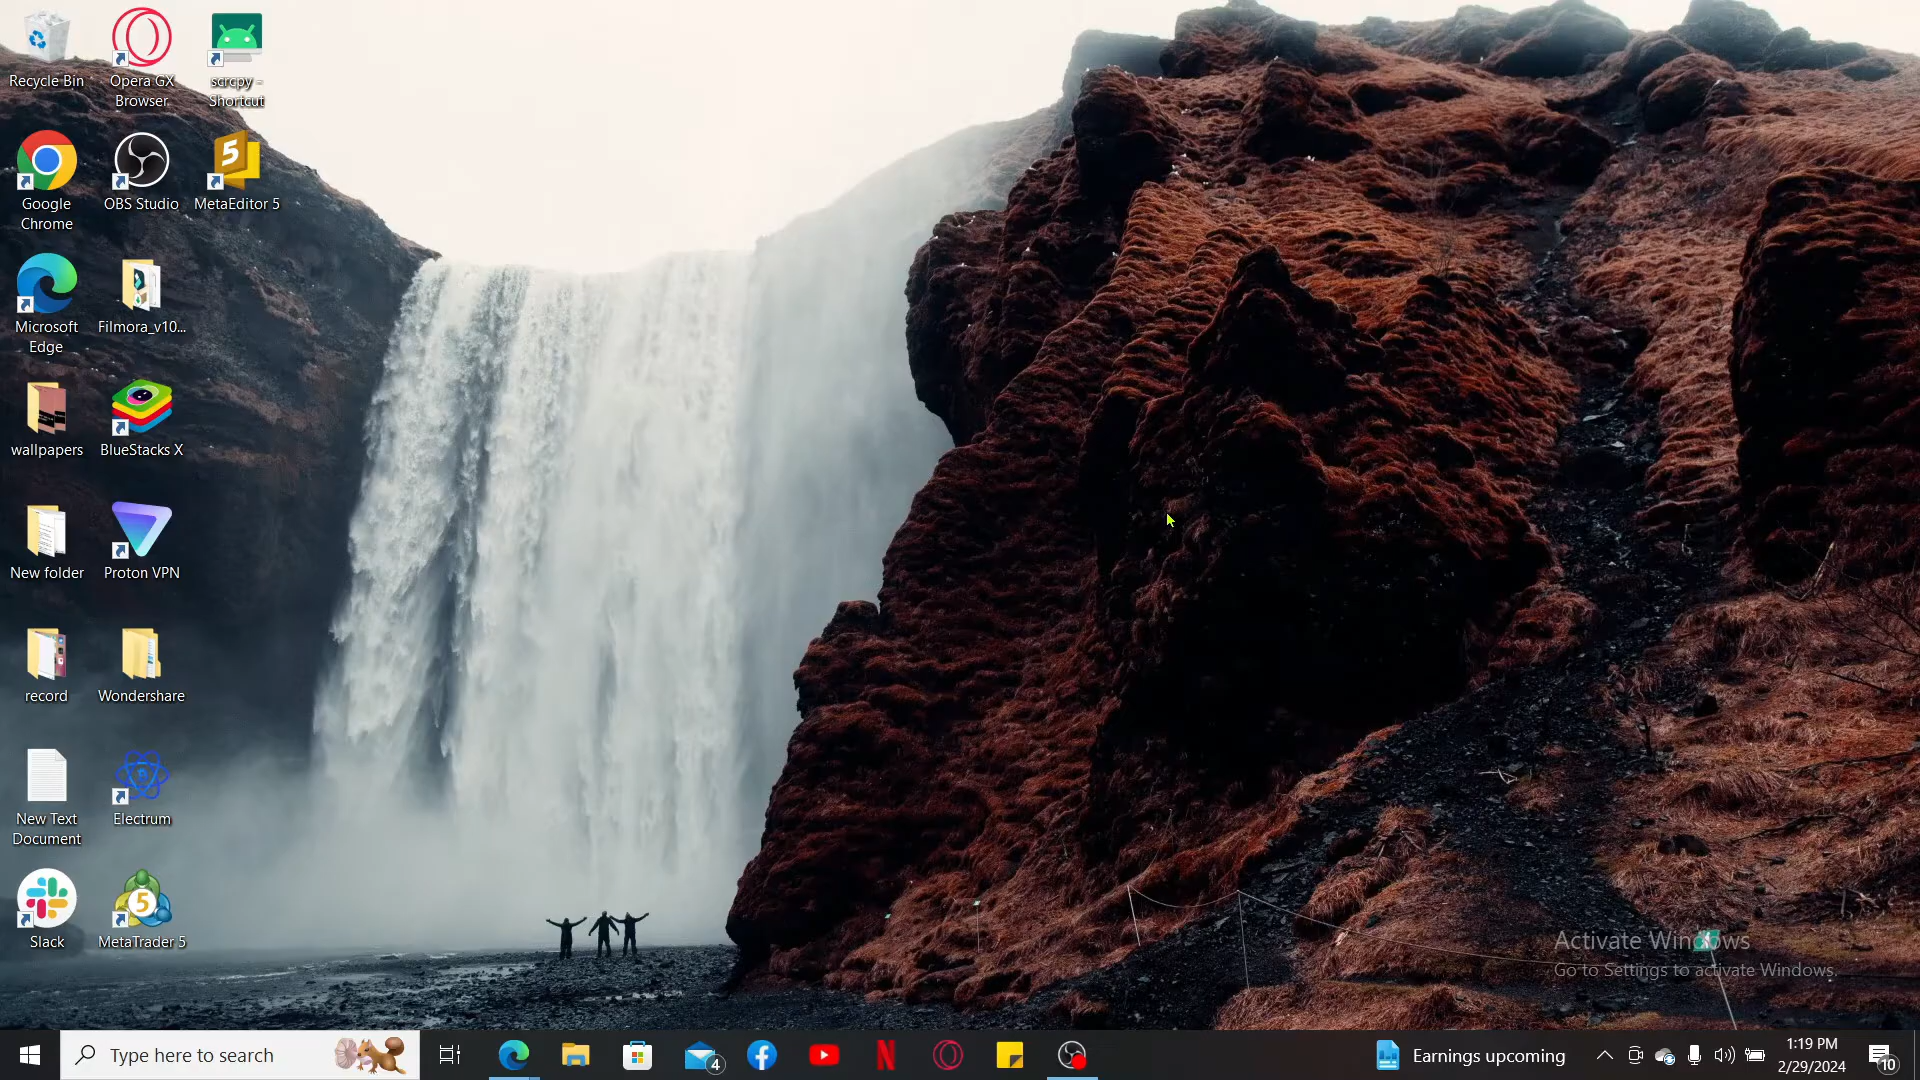 Recycle Bin
Opera GX
Browser
scrcpy -
Shortcut
Google
Chrome
OBS Studio
5
MetaEditor 5
Microsoft
Edge
Filmora_v10...
wallpapers
BlueStacks X
New folder
Proton VPN
record
Wondershare
New Text
Document
Electrum
Slack
5
MetaTrader 5
Activate Windows
Go to Settings to activate Windows.
Type here to search
4
Earnings upcoming
1:19 PM
2/29/2024
10